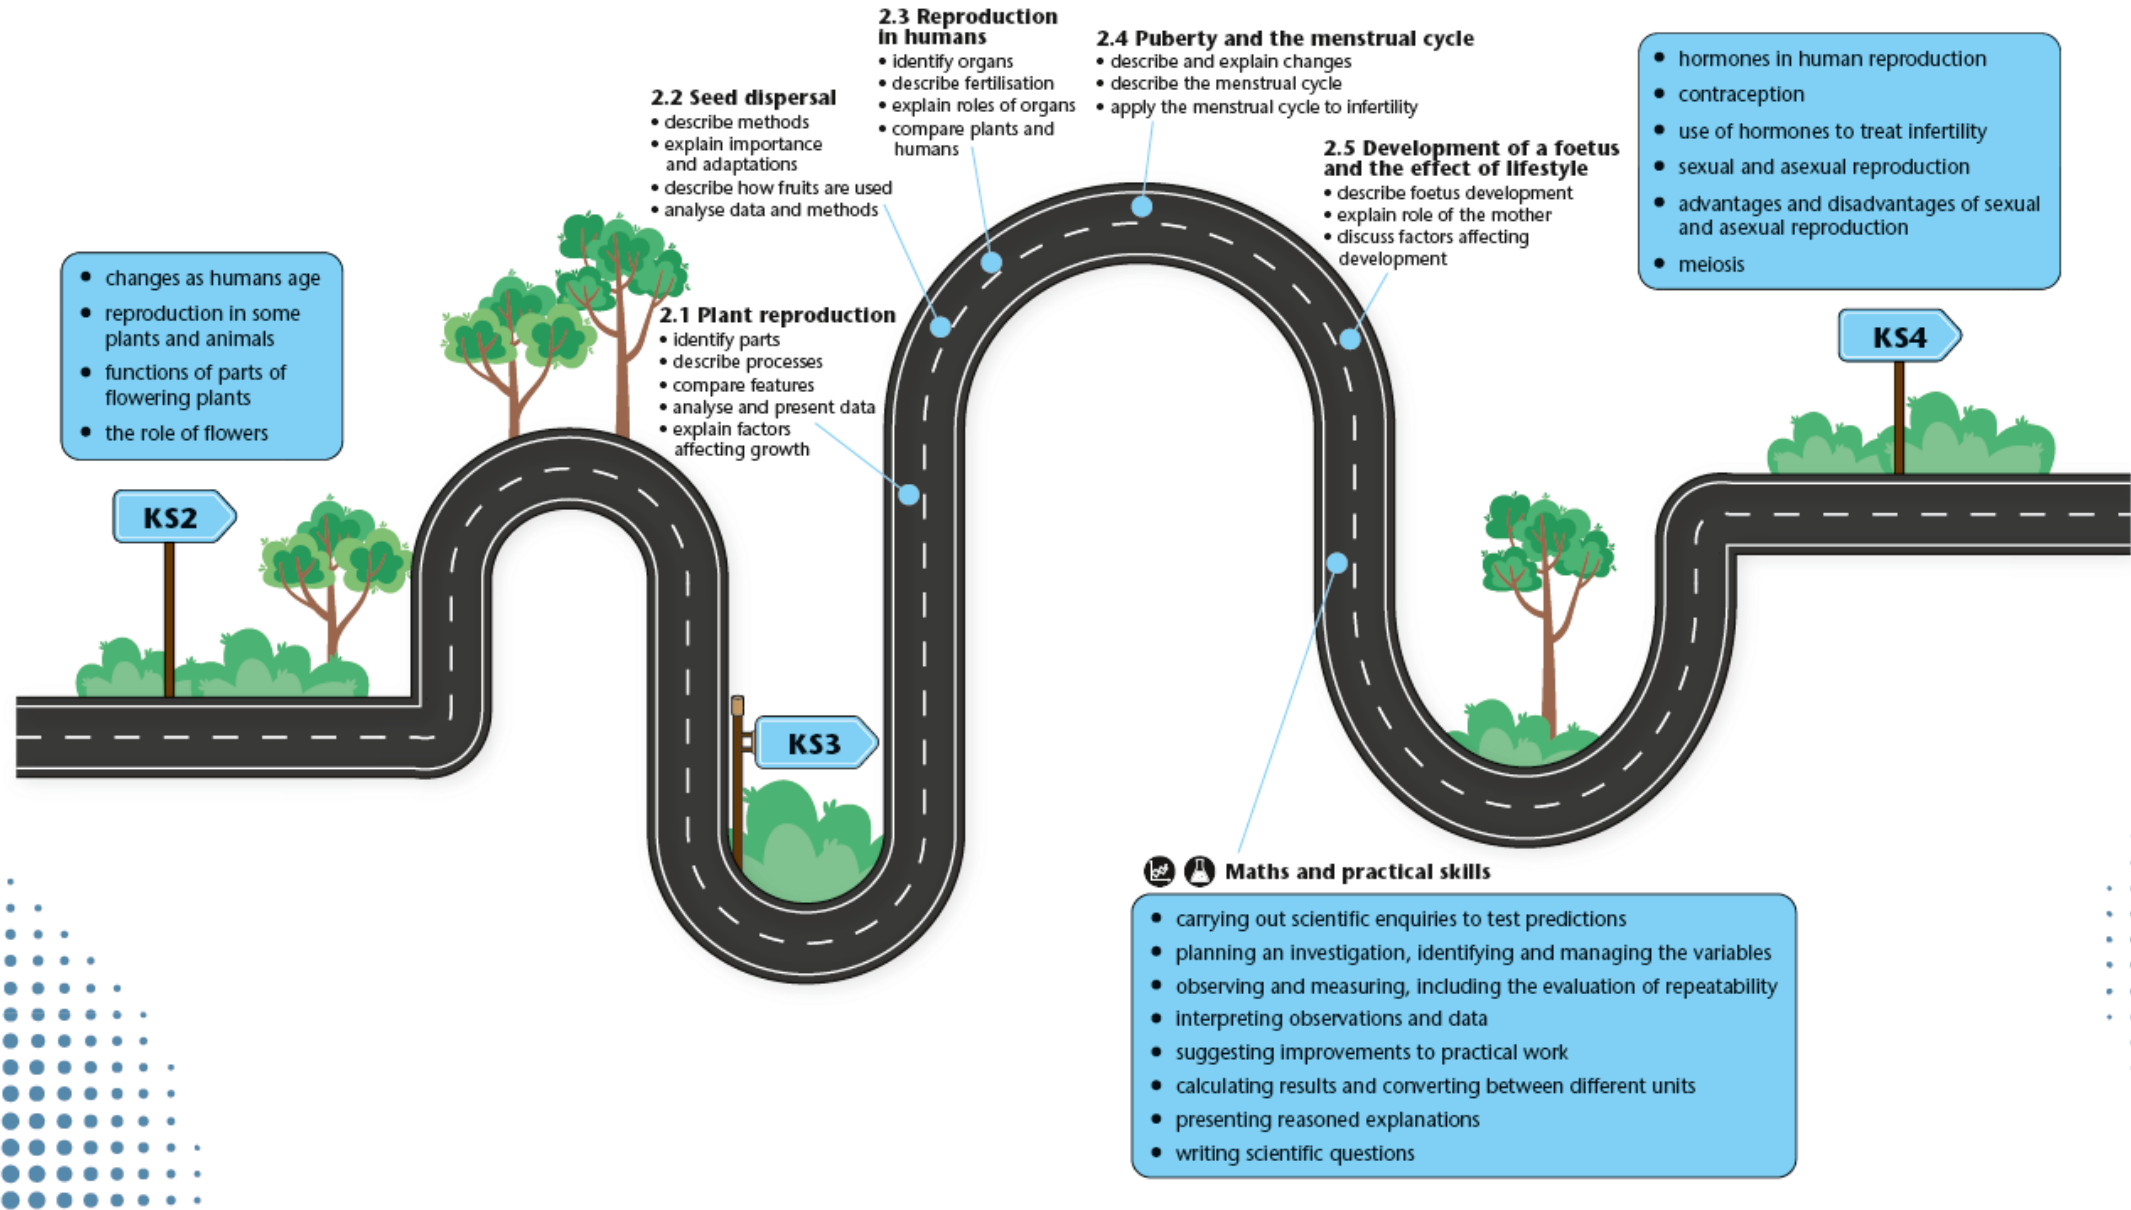 • changes as humans age
• reproduction in some
plants and animals
• functions of parts of
flowering plants
• the role of flowers
KS2
2.1 Plant reproduction
• identify parts
• describe processes
• compare features
• analyse and present data
• explain factors
affecting growth
2.2 Seed dispersal
• describe methods
• explain importance
and adaptations
• describe how fruits are used
• analyse data and methods
2.3 Reproduction
in humans
• identify organs
• describe fertilisation
• explain roles of organs
• compare plants and
humans
2.4 Puberty and the menstrual cycle
• describe and explain changes
• describe the menstrual cycle
• apply the menstrual cycle to infertility
2.5 Development of a foetus
and the effect of lifestyle
• describe foetus development
• explain role of the mother
• discuss factors affecting
development
KS3
Maths and practical skills
• carrying out scientific enquiries to test predictions
• planning an investigation, identifying and managing the variables
• observing and measuring, including the evaluation of repeatability
• interpreting observations and data
• suggesting improvements to practical work
• calculating results and converting between different units
• presenting reasoned explanations
• writing scientific questions
• hormones in human reproduction
• contraception
• use of hormones to treat infertility
• sexual and asexual reproduction
• advantages and disadvantages of sexual
and asexual reproduction
• meiosis
KS4